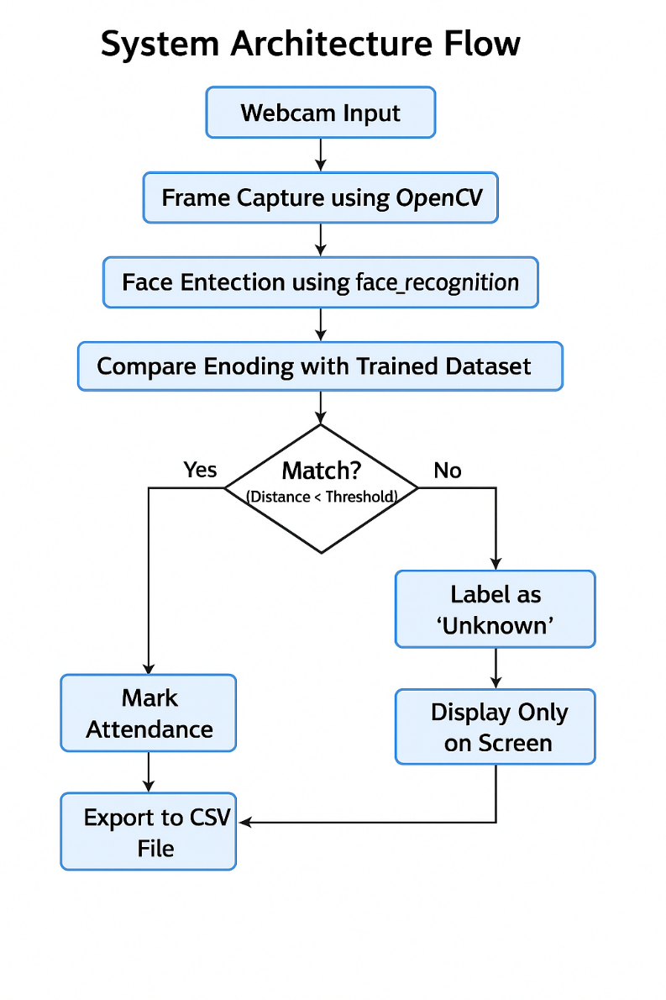 System Architecture Flow
Webcam Input
Frame Capture using OpenCV
Face Entection using face_recognition
Compare Enoding with Trained Dataset
Yes
Match?
No
(Distance < Threshold)
Label as
‘Unknown’
Mark
Attendance
Display Only
on Screen
Export to CSV
File